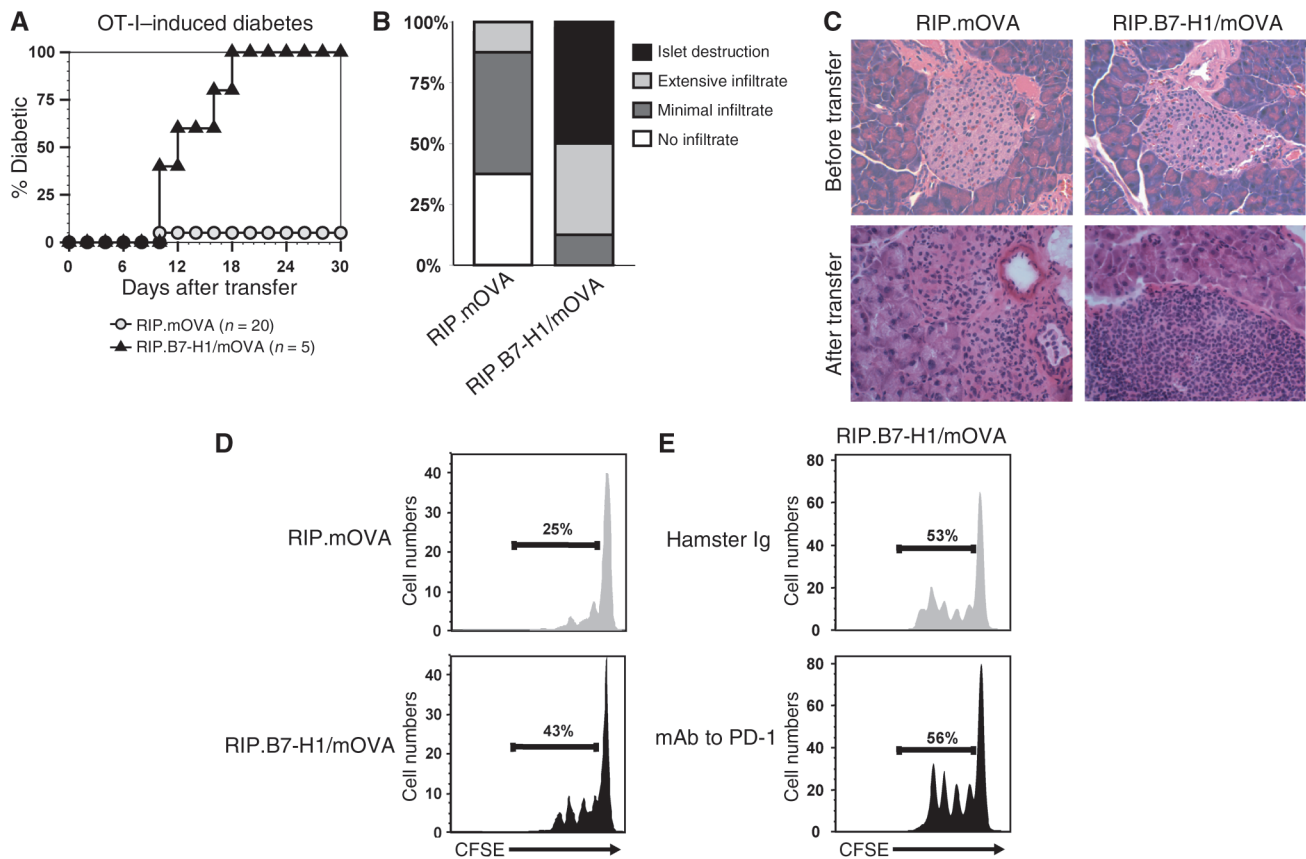 A
OT-I–induced diabetes
% Diabetic
100
75
50
25
0
0 6 12 18 24 30
Days after transfer
RIP.mOVA (n = 20)
RIP.B7-H1/mOVA (n = 5)
B
100%
75%
50%
25%
0%
RIP.mOVA
RIP.B7-H1/mOVA
Islet destruction
Extensive infiltrate
Minimal infiltrate
No infiltrate
C
RIP.mOVA RIP.B7-H1/mOVA
Before transfer
After transfer
D
RIP.mOVA
Cell numbers
40
30
20
10
0
25%
RIP.B7-H1/mOVA
Cell numbers
40
30
20
10
0
43%
CFSE
E
RIP.B7-H1/mOVA
Hamster Ig
Cell numbers
80
60
40
20
0
53%
mAb to PD-1
Cell numbers
80
60
40
20
0
56%
CFSE